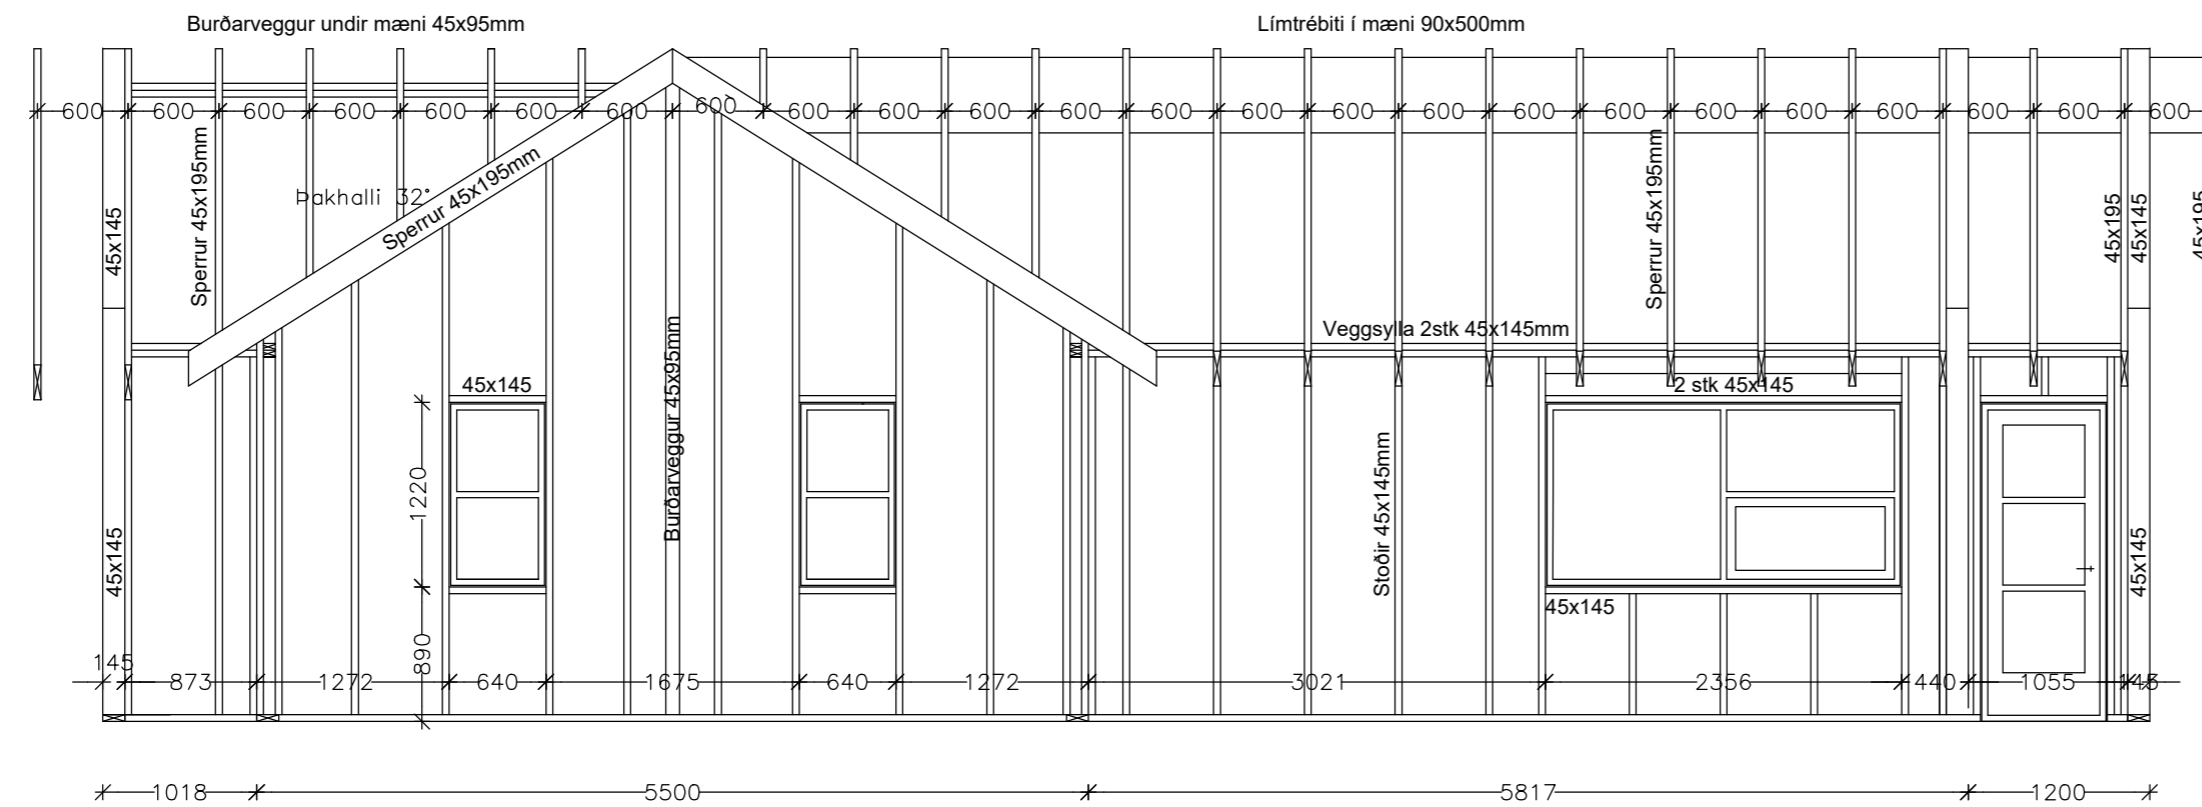 Burðarveggur undir mæni 45x95mm
Límtrébiti í mæni 90x500mm
600 600 600 600 600 600 600 600 600 600 600 600 600 600 600 600 600 600 600 600 600 600 600 600
45x145
Sperrur 45x195mm
Þakhalli 32°
Sperrur 45x195mm
Sperrur 45x195mm
45x195
45x145
45x195
Veggsylla 2stk 45x145mm
45x145
2 stk 45x145
Burðarveggur 45x95mm
1220
Stoðir 45x145mm
45x145
45x145
45x145
890
145 873 1272 640 1675 640 1272 3021 2356 440 1055 145
1018 5500 5817 1200